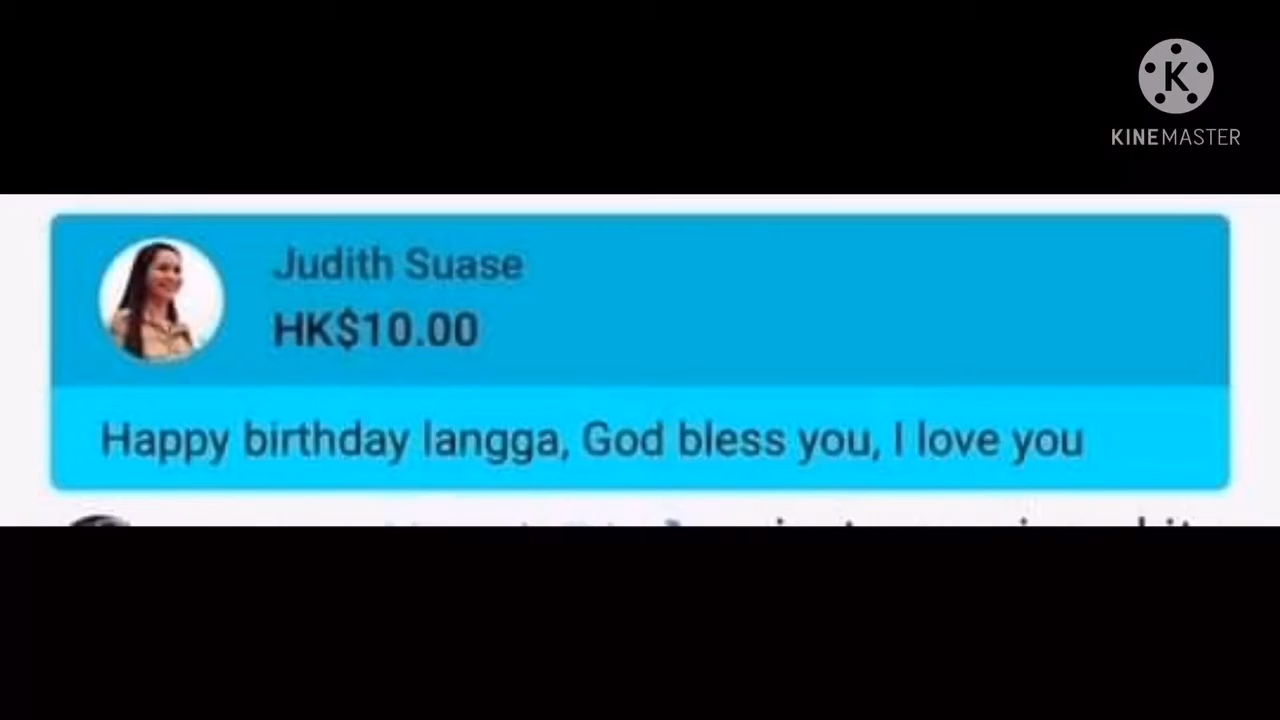 K
KINEMASTER
Judith Suase
HK$10.00
Happy birthday langga, God bless you, I love you